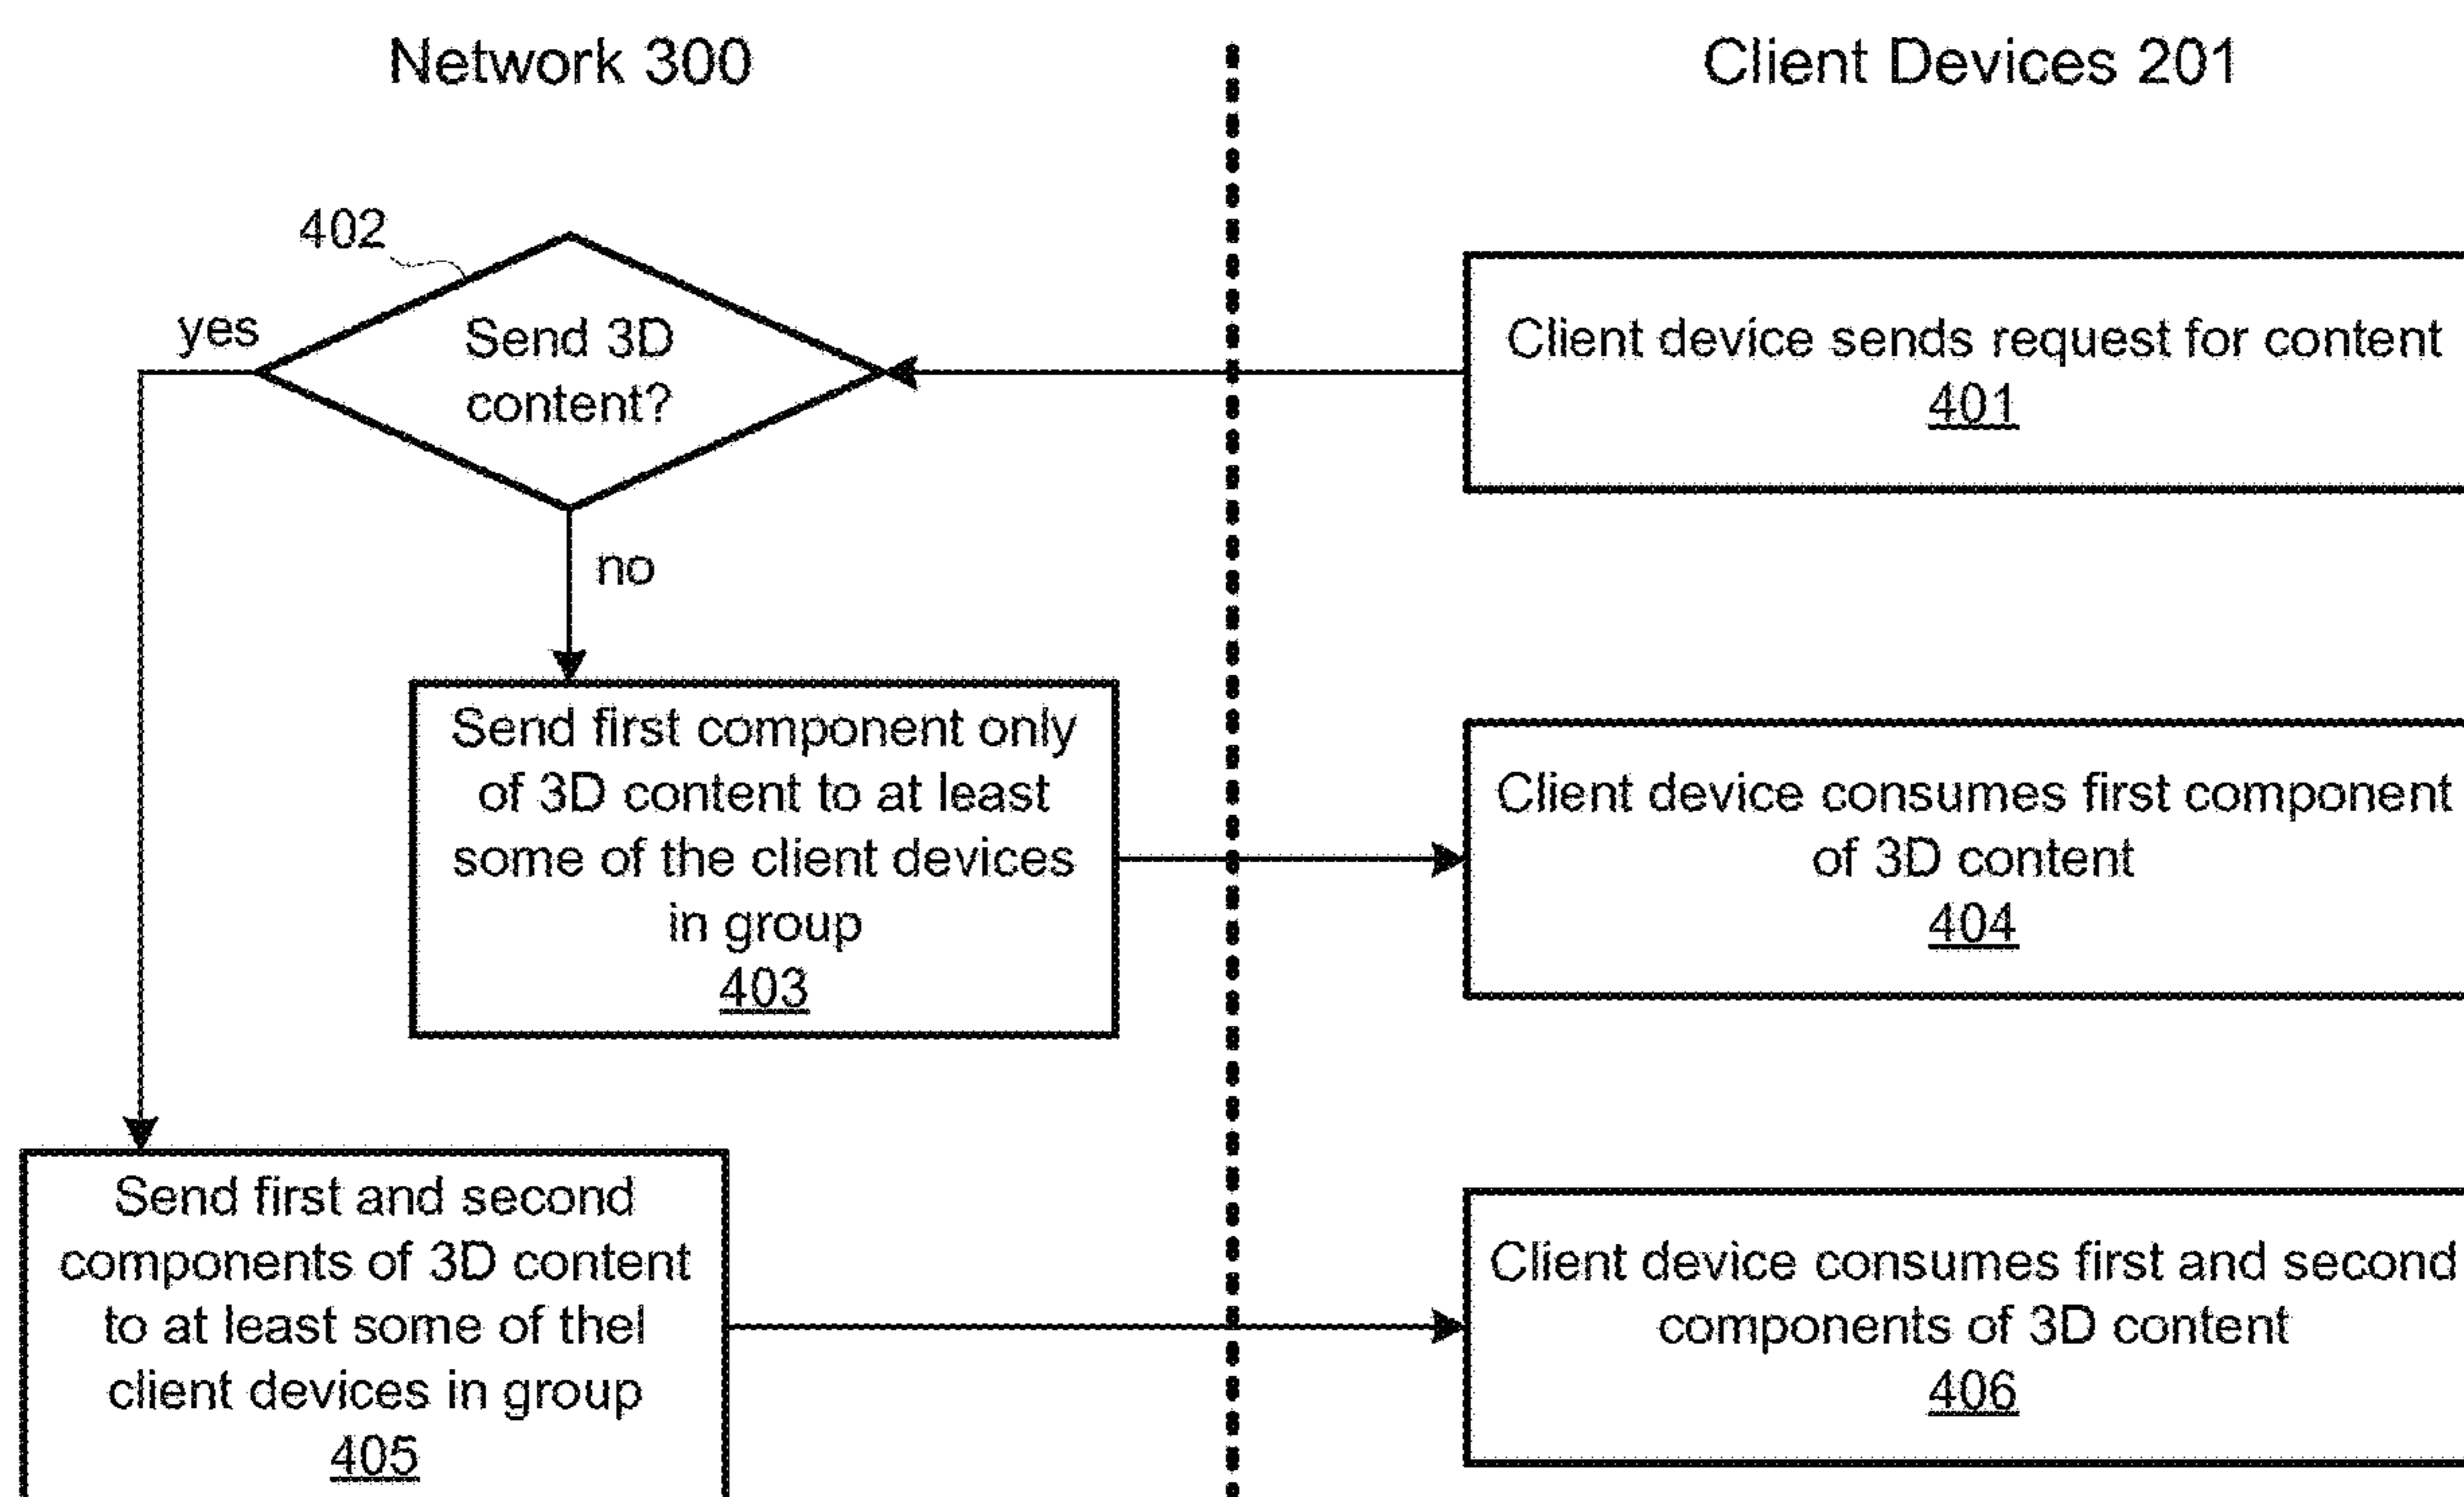 Network 300
Client Devices 201
402
yes
Send 3D
content?
Client device sends request for content
401
no
Send first component only
of 3D content to at least
some of the client devices
in group
403
Client device consumes first component
of 3D content
404
Send first and second
components of 3D content
to at least some of thel
client devices in group
405
Client device consumes first and second
components of 3D content
406